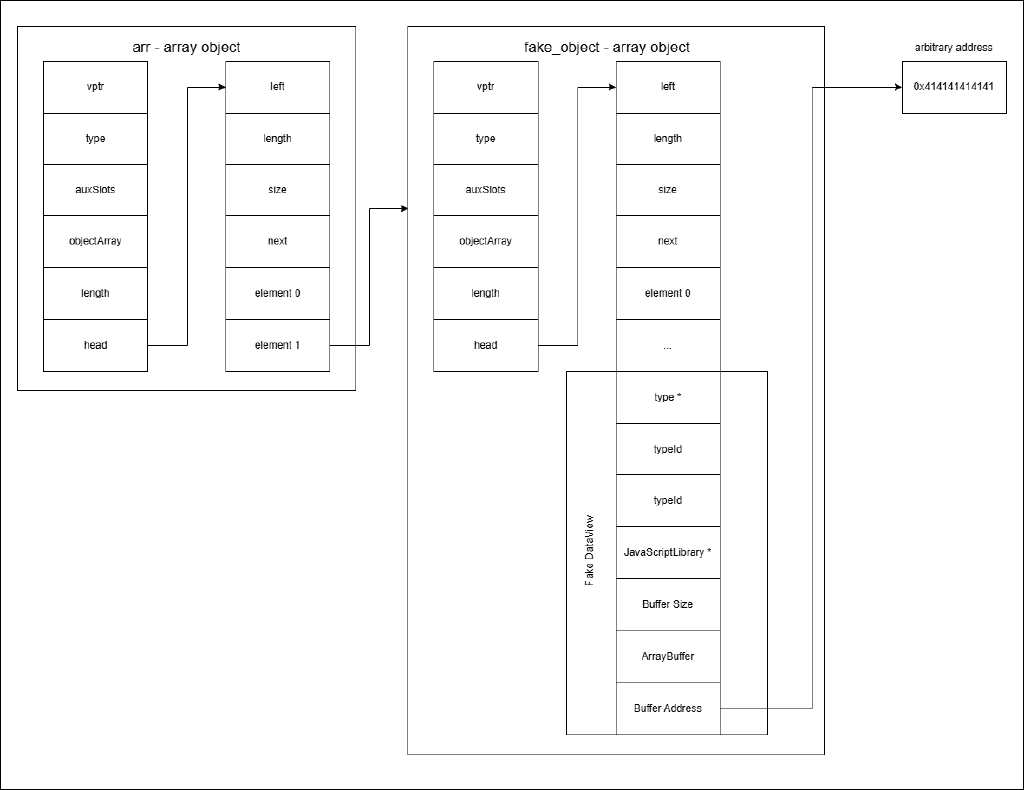 arr - array object
vptr
type
auxSlots
objectArray
length
head
left
length
size
next
element 0
element 1
fake_object - array object
vptr
type
auxSlots
objectArray
length
head
left
length
size
next
element 0
...
type *
typeId
typeId
JavaScriptLibrary *
Buffer Size
ArrayBuffer
Buffer Address
Fake DataView
arbitrary address
0x414141414141